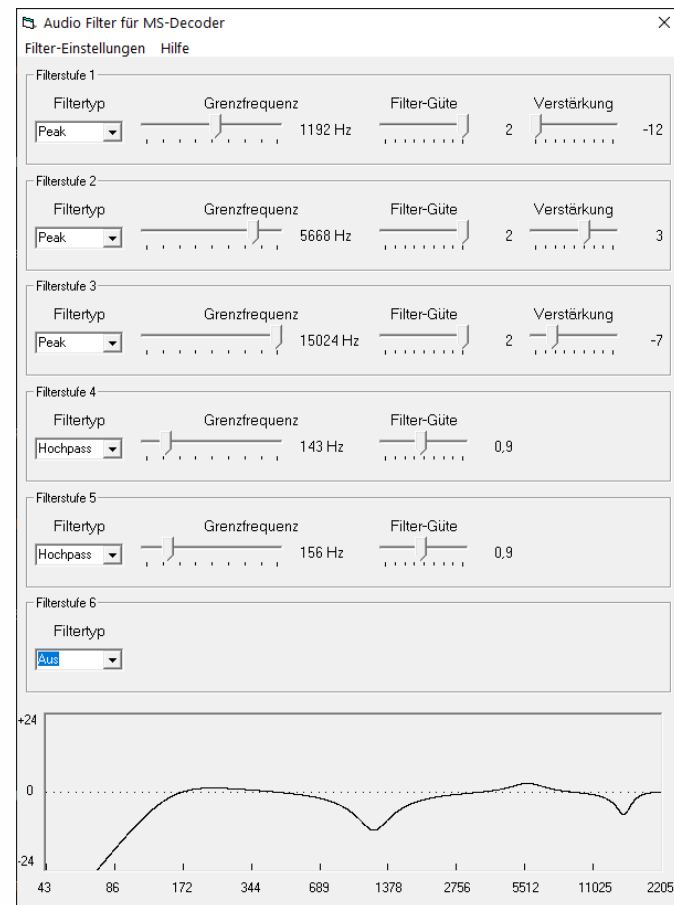 Audio Filter für MS-Decoder
Filter-Einstellungen Hilfe
Filterstufe 1
Filtertyp Grenzfrequenz Filter-Güte Verstärkung
Peak 1192 Hz 2 -12
Filterstufe 2
Filtertyp Grenzfrequenz Filter-Güte Verstärkung
Peak 5668 Hz 2 3
Filterstufe 3
Filtertyp Grenzfrequenz Filter-Güte Verstärkung
Peak 15024 Hz 2 -7
Filterstufe 4
Filtertyp Grenzfrequenz Filter-Güte
Hochpass 143 Hz 0,9
Filterstufe 5
Filtertyp Grenzfrequenz Filter-Güte
Hochpass 156 Hz 0,9
Filterstufe 6
Filtertyp
Aus
+24
0
-24
43 86 172 344 689 1378 2756 5512 11025 2205